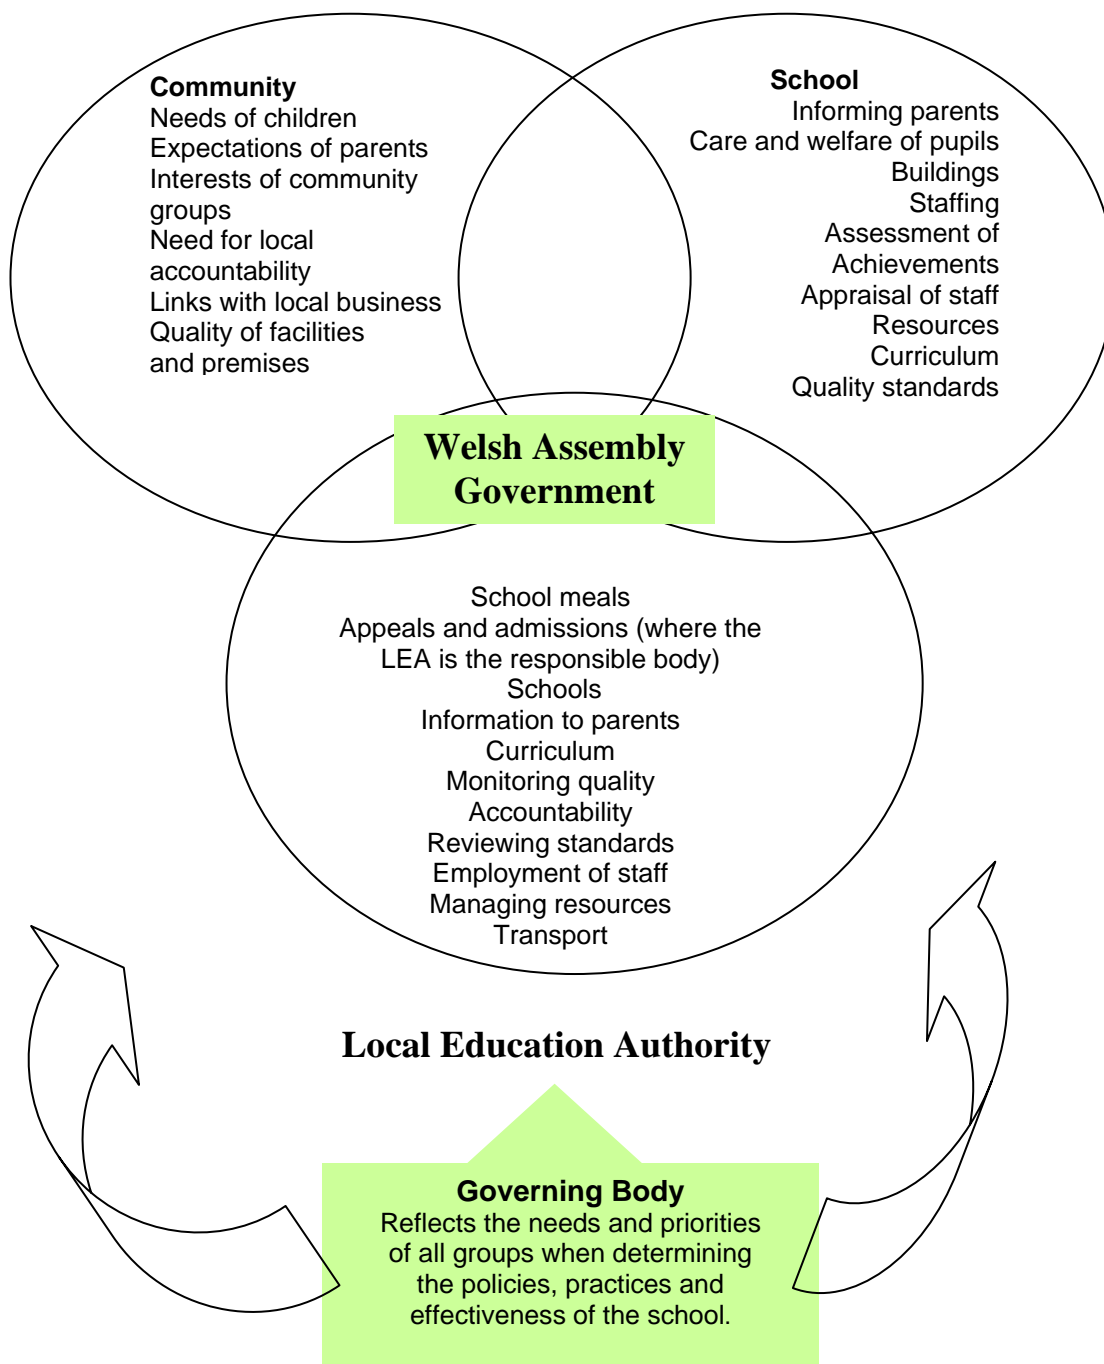 Community
Needs of children
Expectations of parents
Interests of community
groups
Need for local
accountability
Links with local business
Quality of facilities
and premises
School
Informing parents
Care and welfare of pupils
Buildings
Staffing
Assessment of
Achievements
Appraisal of staff
Resources
Curriculum
Quality standards
Welsh Assembly
Government
School meals
Appeals and admissions (where the
LEA is the responsible body)
Schools
Information to parents
Curriculum
Monitoring quality
Accountability
Reviewing standards
Employment of staff
Managing resources
Transport
Local Education Authority
Governing Body
Reflects the needs and priorities
of all groups when determining
the policies, practices and
effectiveness of the school.